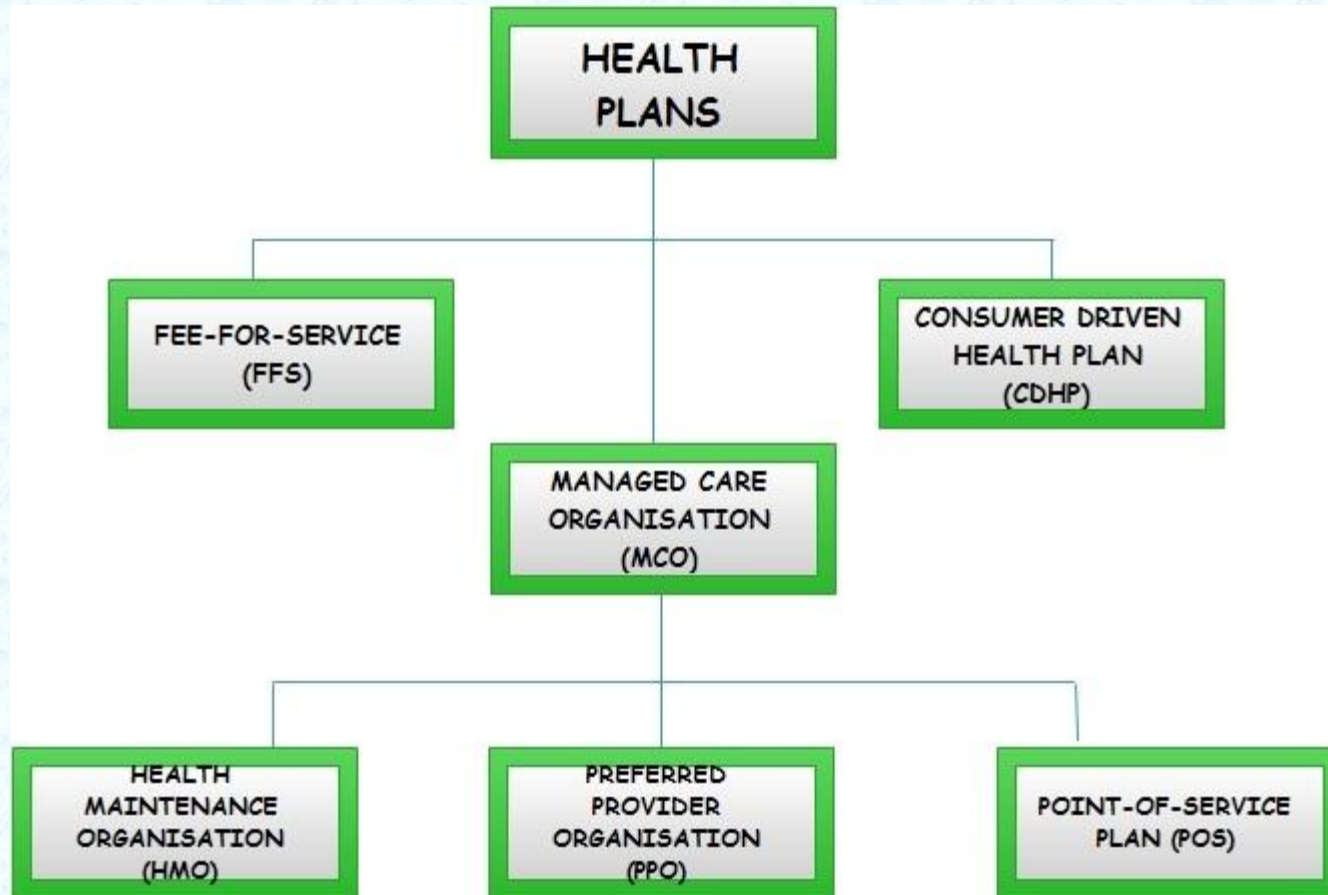 HEALTH
PLANS
FEE-FOR-SERVICE
(FFS)
CONSUMER DRIVEN
HEALTH PLAN
(CDHP)
MANAGED CARE
ORGANISATION
(MCO)
HEALTH
MAINTENANCE
ORGANISATION
(HMO)
PREFERRED
PROVIDER
ORGANISATION
(PPO)
POINT-OF-SERVICE
PLAN (POS)